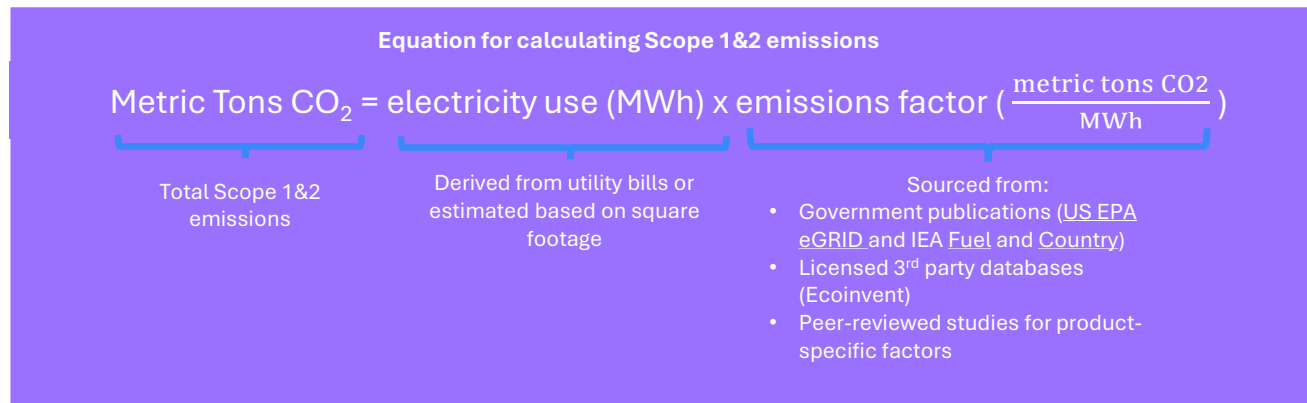 Equation for calculating Scope 1&2 emissions
Metric Tons CO₂ = electricity use (MWh) x emissions factor ( metric tons CO2 / MWh )
Total Scope 1&2
emissions
Derived from utility bills or
estimated based on square
footage
Sourced from:
• Government publications (US EPA
eGRID and IEA Fuel and Country)
• Licensed 3rd party databases
(Ecoinvent)
• Peer-reviewed studies for product-
specific factors